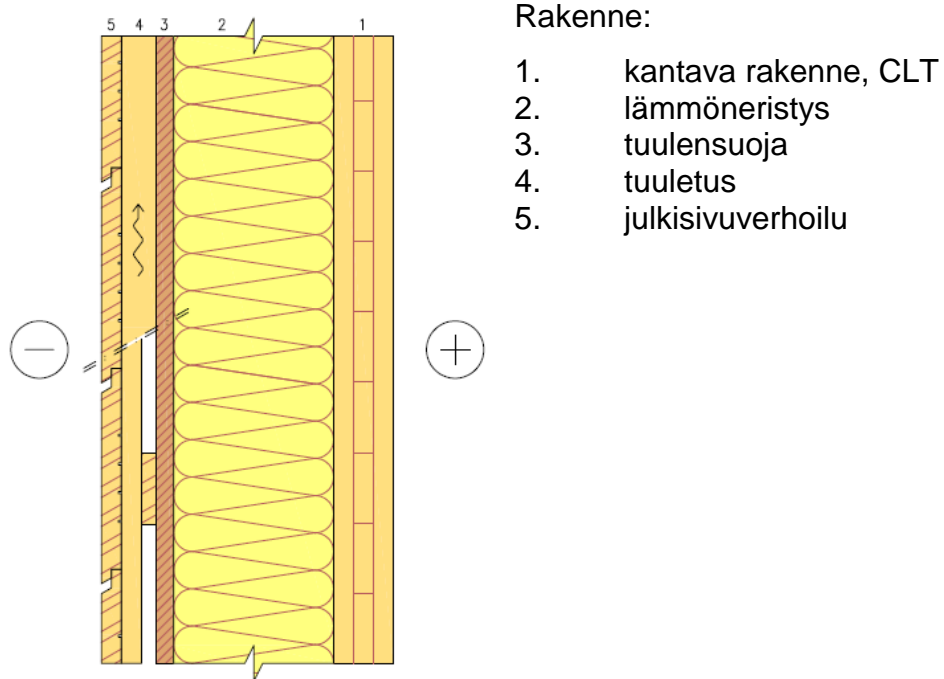 5 4 3 2 1
Rakenne:
1. kantava rakenne, CLT
2. lämmöneristys
3. tuulensuoja
4. tuuletus
5. julkisivuverhoilu
− +